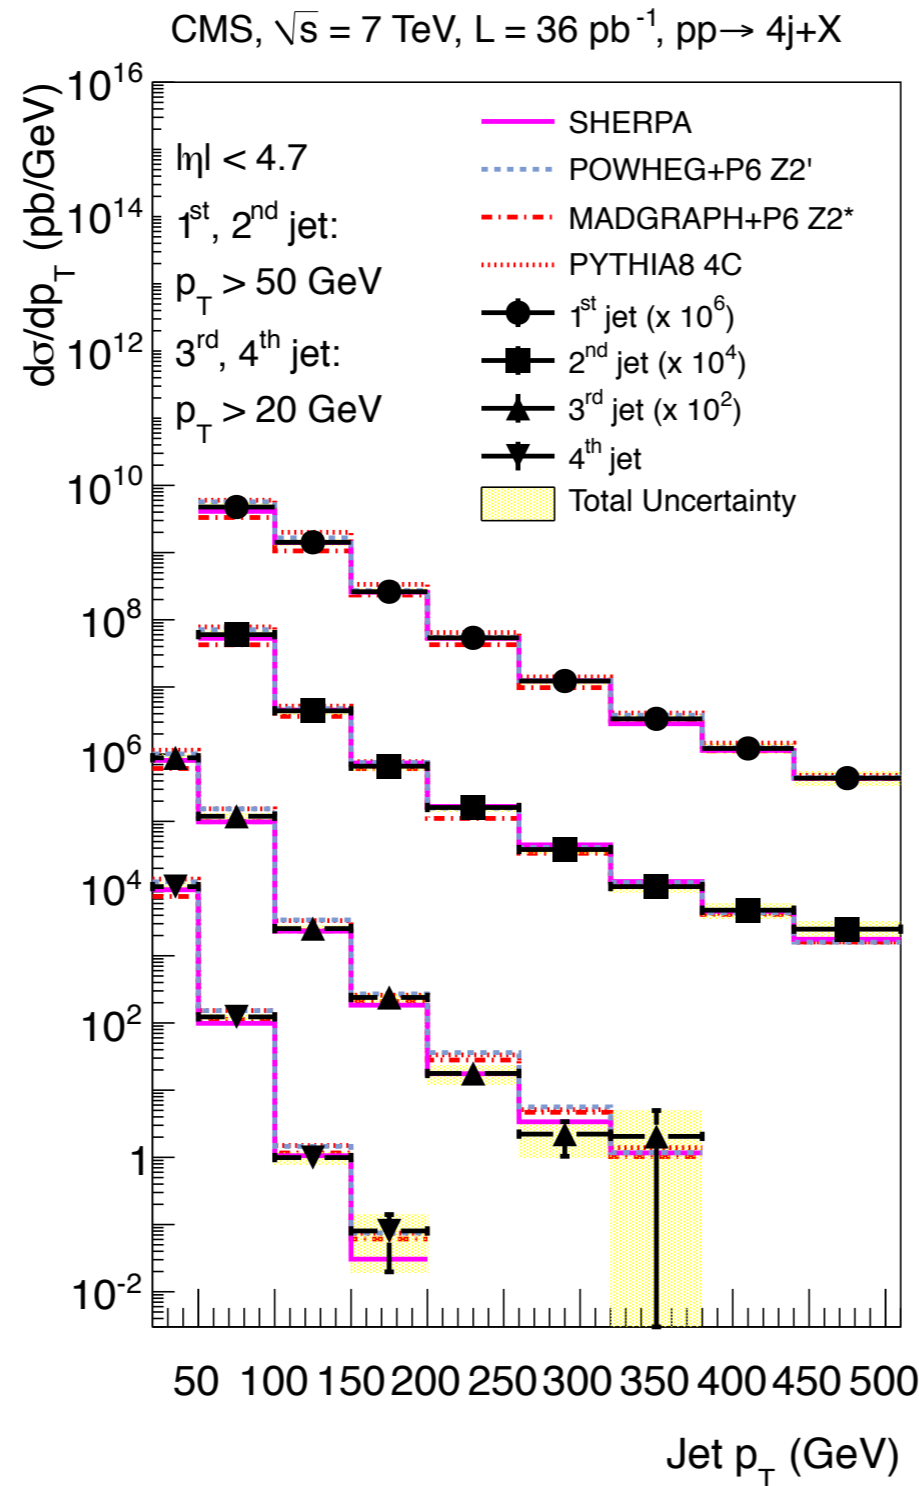 CMS, √s = 7 TeV, L = 36 pb⁻¹, pp→ 4j+X
dσ/dp_T (pb/GeV)
10¹⁶
10¹⁴
10¹²
10¹⁰
10⁸
10⁶
10⁴
10²
1
10⁻²
|η| < 4.7
1ˢᵗ, 2ⁿᵈ jet:
p_T > 50 GeV
3ʳᵈ, 4ᵗʰ jet:
p_T > 20 GeV
SHERPA
POWHEG+P6 Z2'
MADGRAPH+P6 Z2*
PYTHIA8 4C
1ˢᵗ jet (x 10⁶)
2ⁿᵈ jet (x 10⁴)
3ʳᵈ jet (x 10²)
4ᵗʰ jet
Total Uncertainty
50 100 150 200 250 300 350 400 450 500
Jet p_T (GeV)